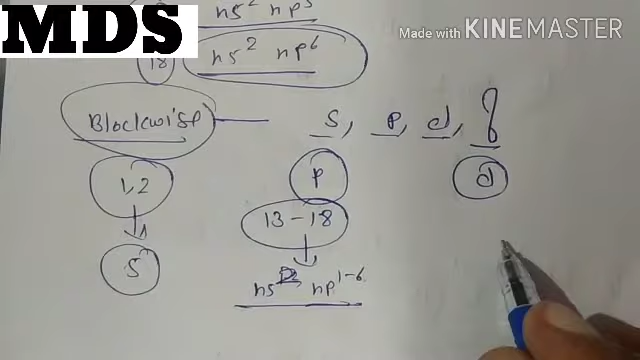 MDS
Made with KINEMASTER
ns² np⁵
18 ns² np⁶
Blockwise s, p, d, f
1,2 p d
13 - 18
s ns² np¹⁻⁶